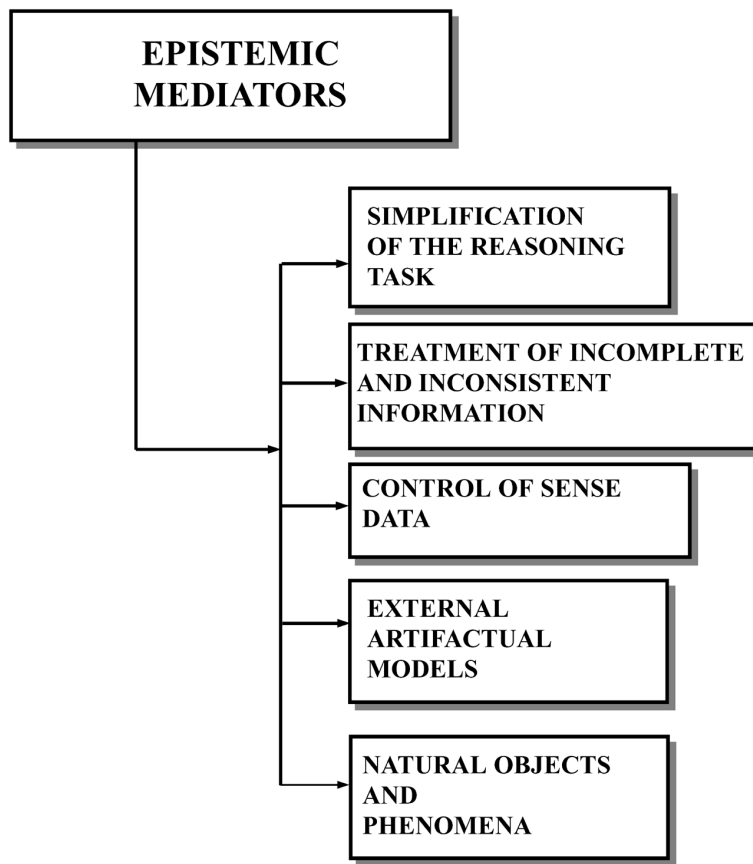 EPISTEMIC
MEDIATORS
SIMPLIFICATION
OF THE REASONING
TASK
TREATMENT OF INCOMPLETE
AND INCONSISTENT
INFORMATION
CONTROL OF SENSE
DATA
EXTERNAL
ARTIFACTUAL
MODELS
NATURAL OBJECTS
AND
PHENOMENA